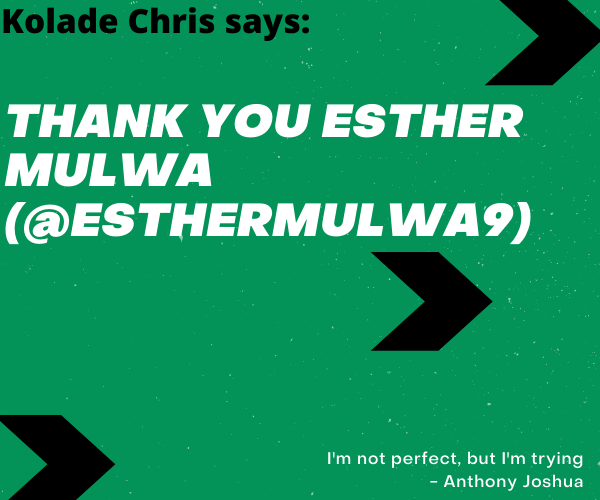 Kolade Chris says:
THANK YOU ESTHER
MULWA
(@ESTHERMULWA9)
I'm not perfect, but I'm trying
– Anthony Joshua